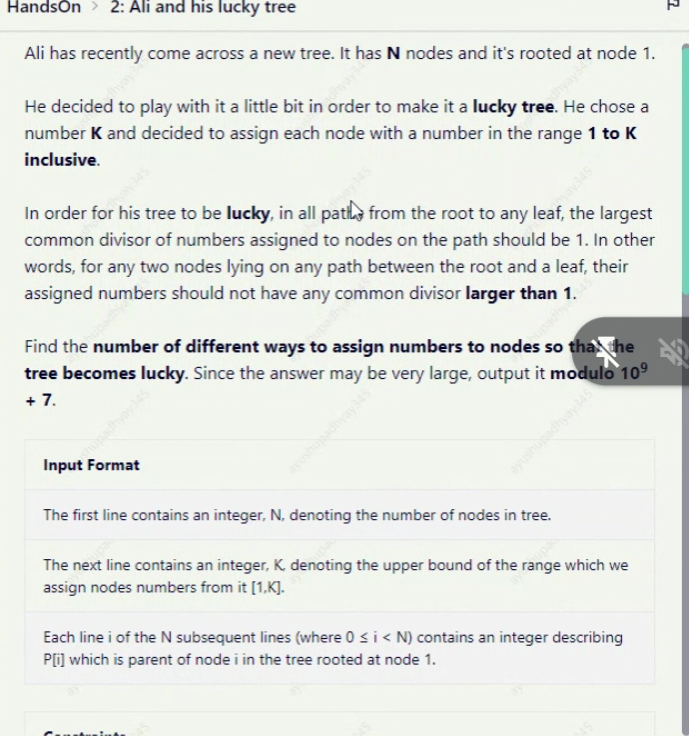 HandsOn > 2: Ali and his lucky tree
Ali has recently come across a new tree. It has N nodes and it's rooted at node 1.
He decided to play with it a little bit in order to make it a lucky tree. He chose a
number K and decided to assign each node with a number in the range 1 to K
inclusive.
In order for his tree to be lucky, in all paths from the root to any leaf, the largest
common divisor of numbers assigned to nodes on the path should be 1. In other
words, for any two nodes lying on any path between the root and a leaf, their
assigned numbers should not have any common divisor larger than 1.
Find the number of different ways to assign numbers to nodes so that the
tree becomes lucky. Since the answer may be very large, output it modulo 10⁹
+ 7.
Input Format
The first line contains an integer, N, denoting the number of nodes in tree.
The next line contains an integer, K, denoting the upper bound of the range which we
assign nodes numbers from it [1,K].
Each line i of the N subsequent lines (where 0 ≤ i < N) contains an integer describing
P[i] which is parent of node i in the tree rooted at node 1.
Constraints